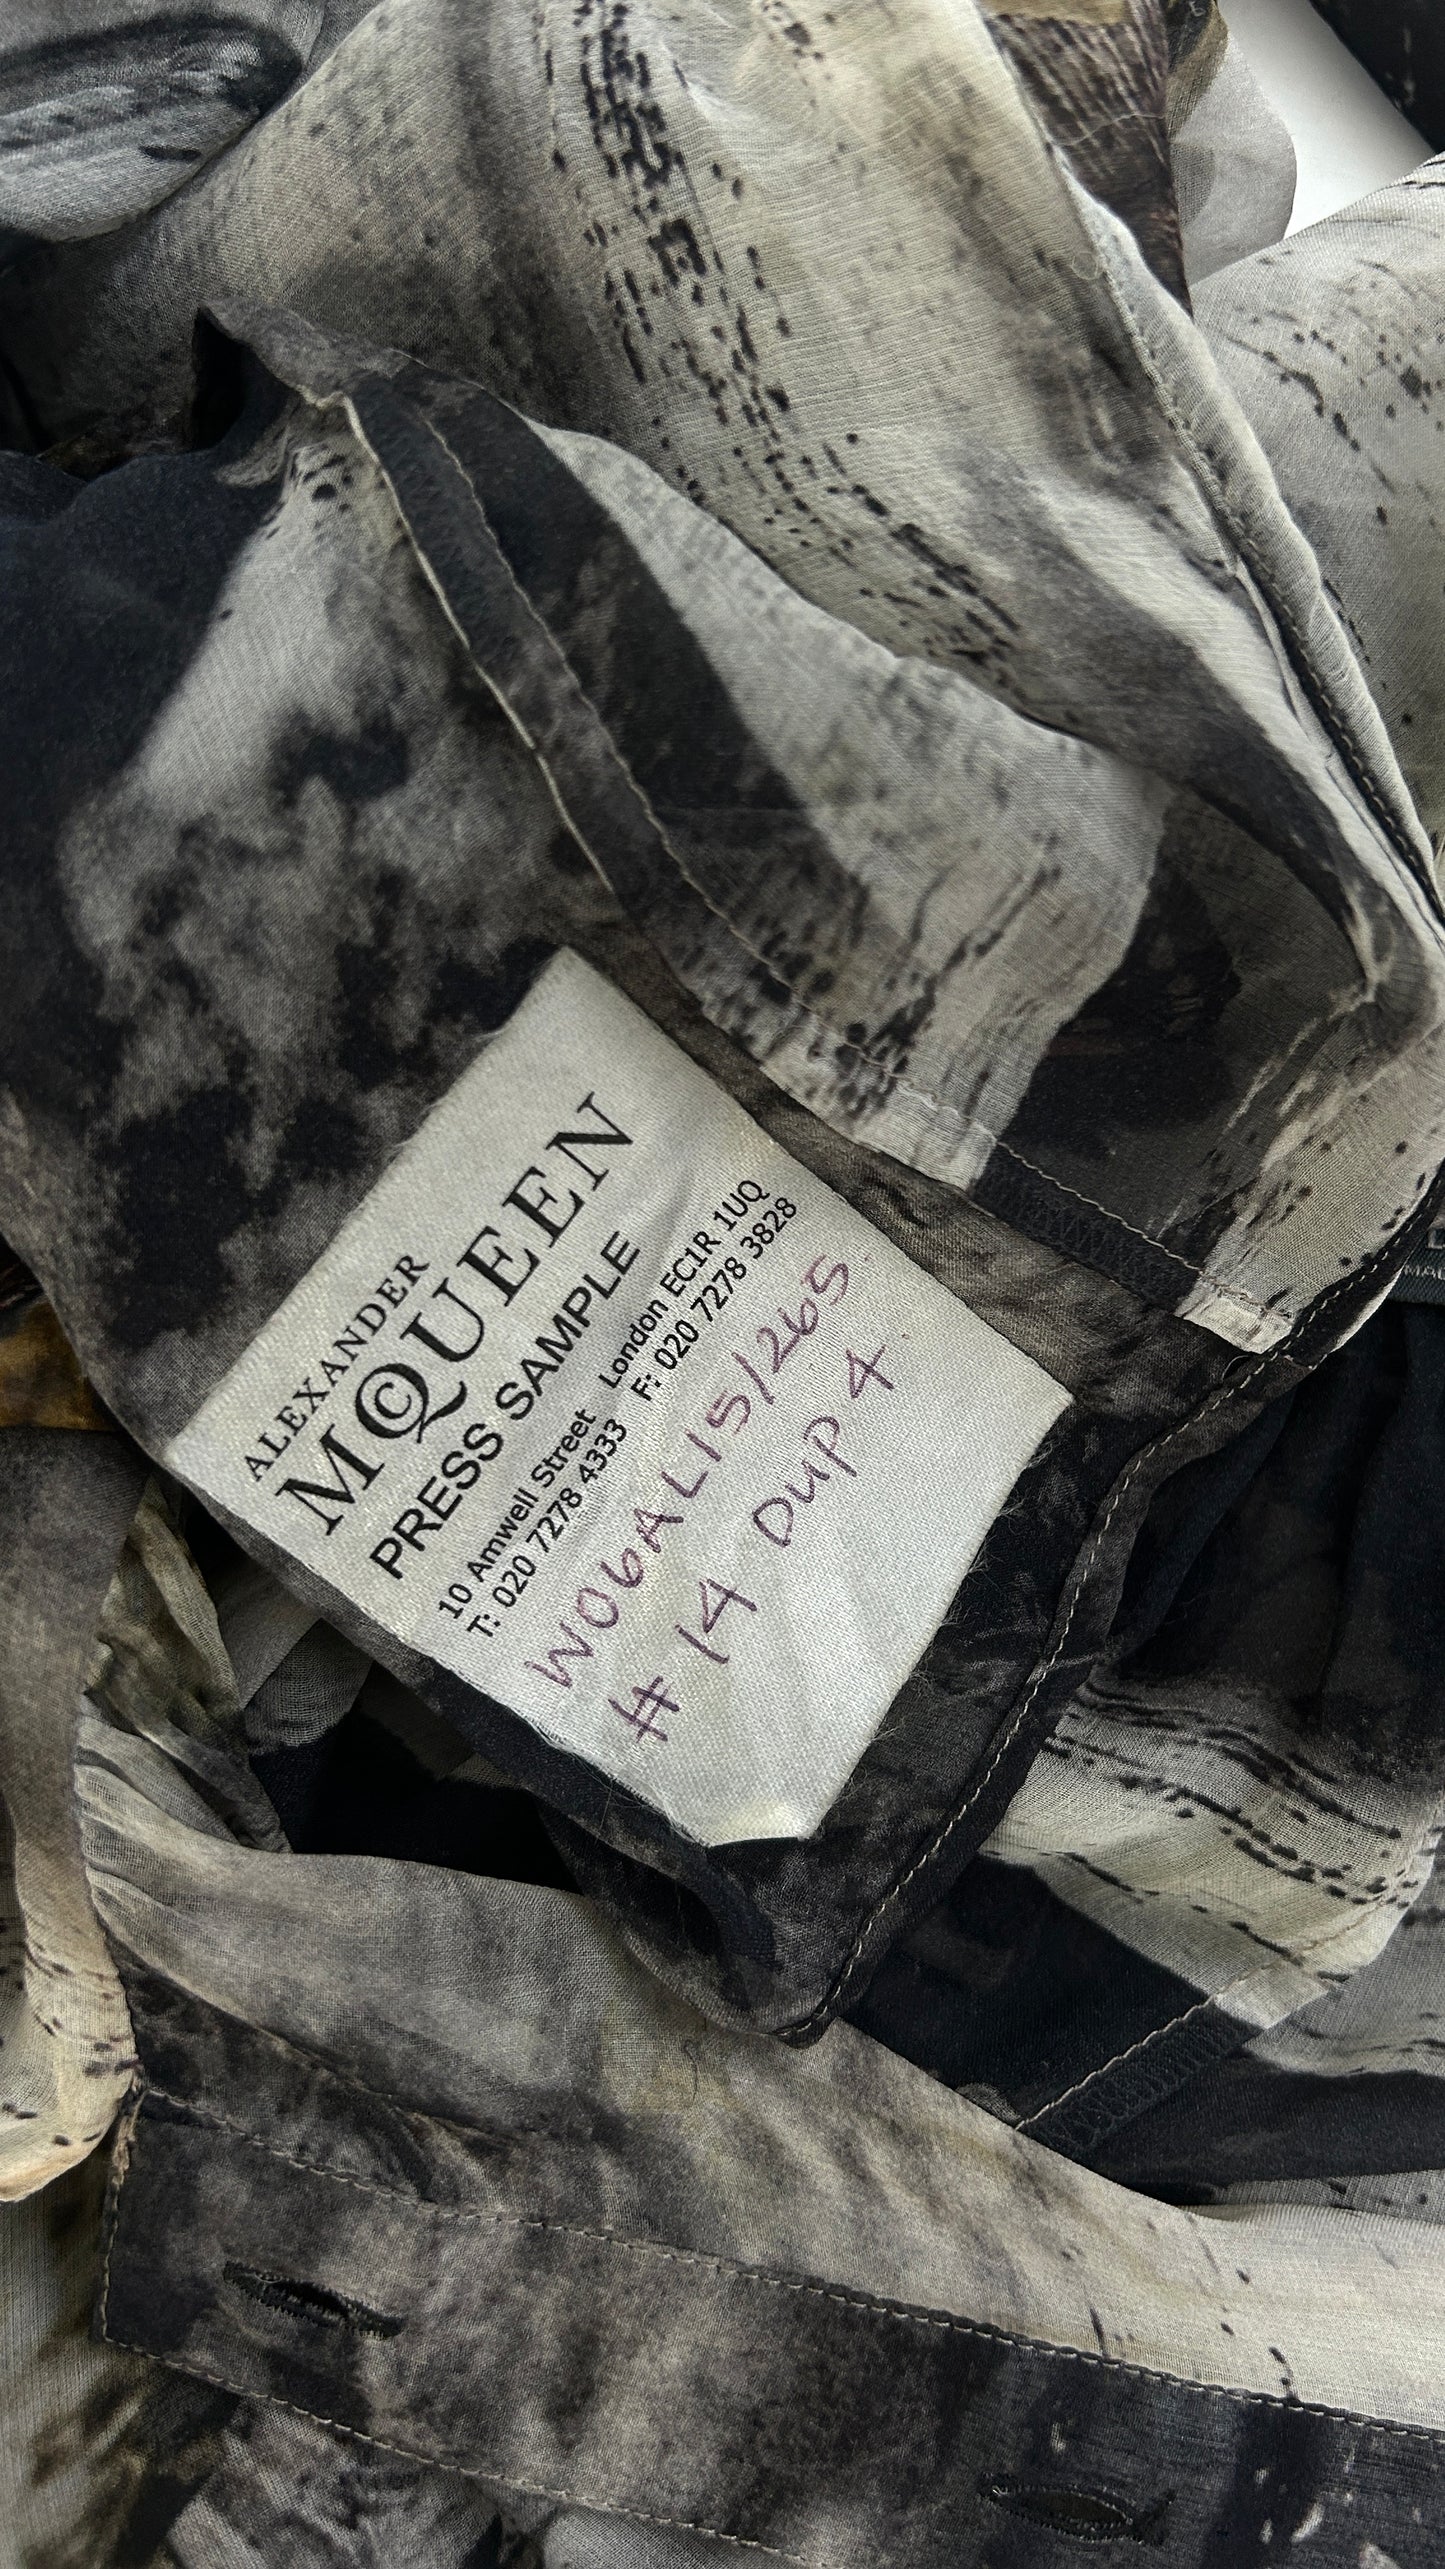 ALEXANDER
MCQUEEN
PRESS SAMPLE
10 Amwell Street London EC1R 1UQ
T: 020 7278 4333 F: 020 7278 3828
W06AL15/265
# 14 DUP 4